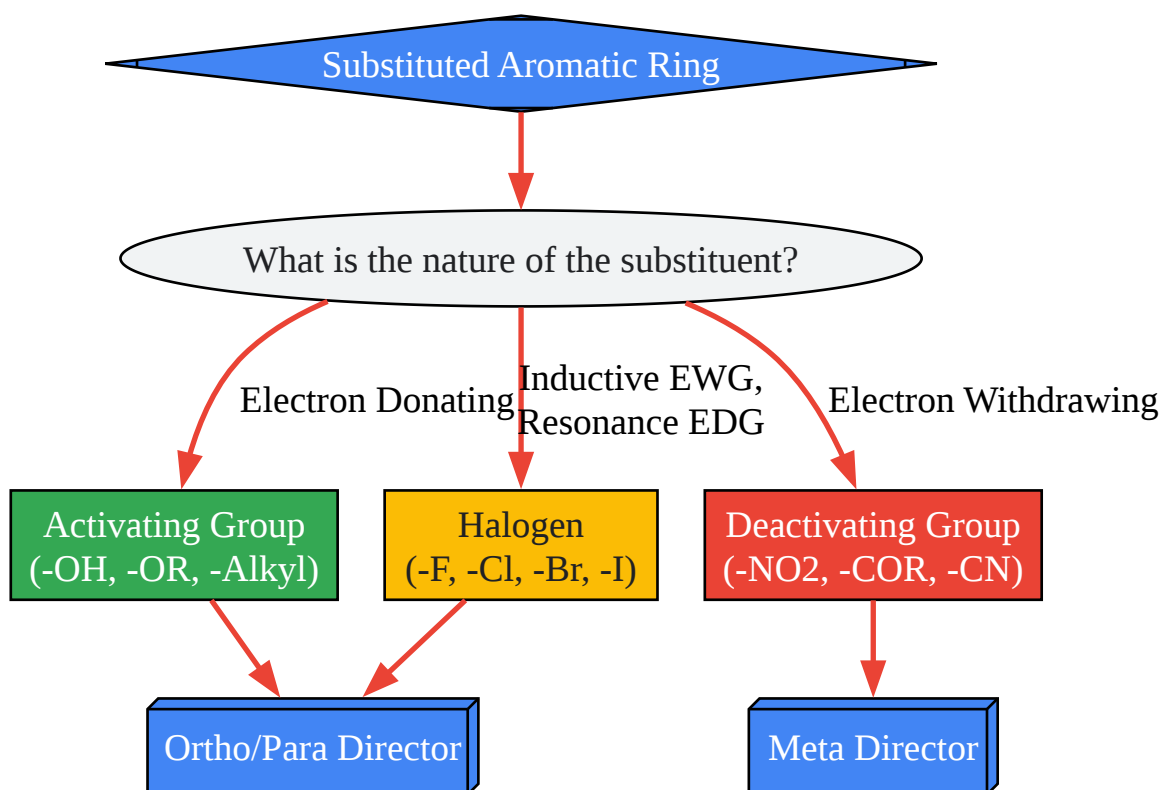 Substituted Aromatic Ring
What is the nature of the substituent?
Electron Donating
Inductive EWG,
Resonance EDG
Electron Withdrawing
Activating Group
(-OH, -OR, -Alkyl)
Halogen
(-F, -Cl, -Br, -I)
Deactivating Group
(-NO2, -COR, -CN)
Ortho/Para Director
Meta Director